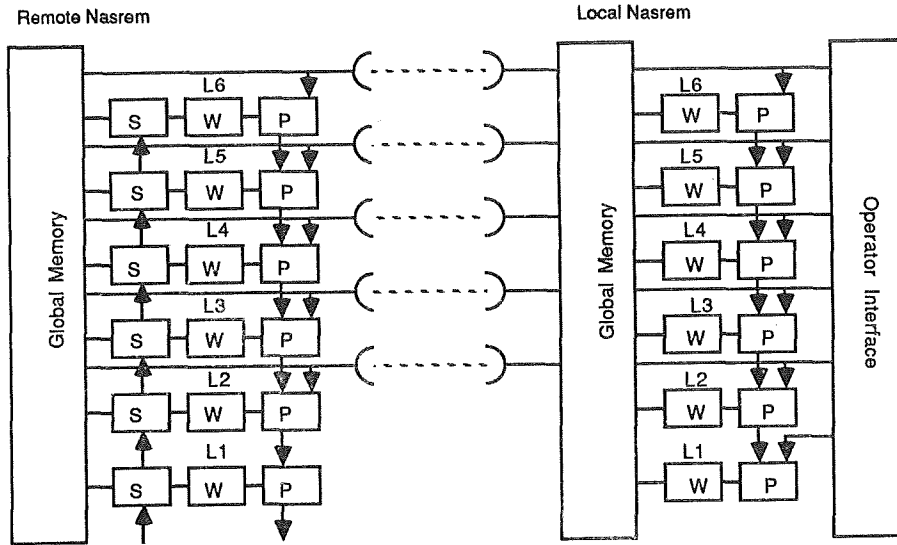 Remote Nasrem
Local Nasrem
Global Memory
L6
S W P
L5
S W P
L4
S W P
L3
S W P
L2
S W P
L1
S W P
Global Memory
L6
W P
L5
W P
L4
W P
L3
W P
L2
W P
L1
W P
Operator Interface